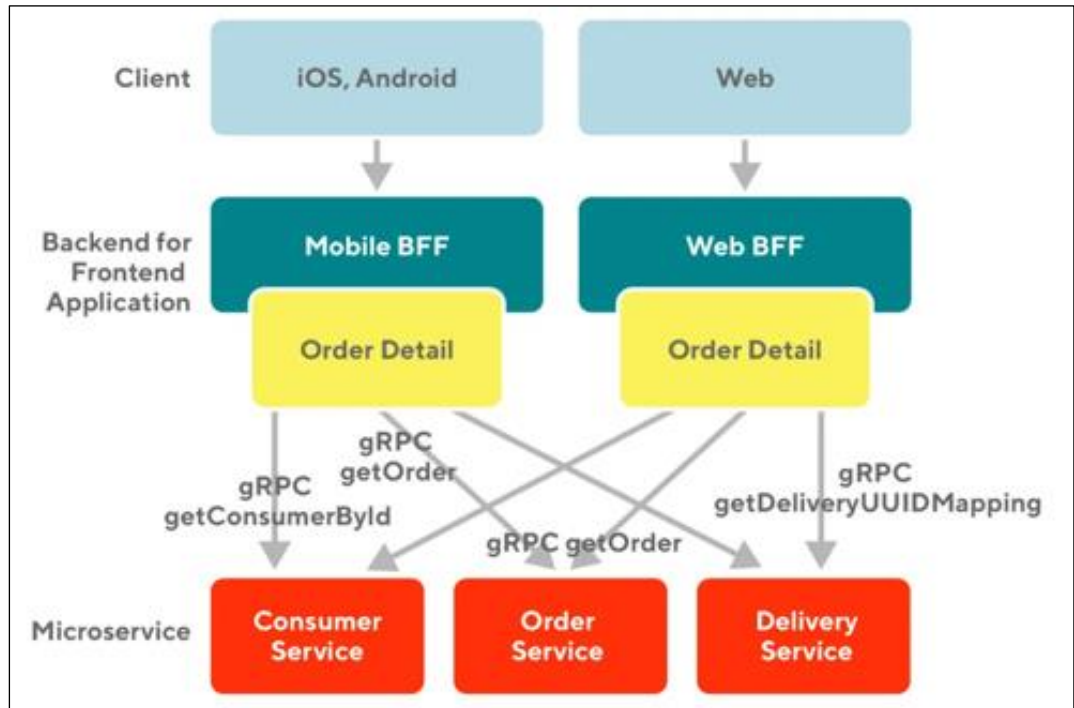 Client
iOS, Android
Web
Backend for
Frontend
Application
Mobile BFF
Web BFF
Order Detail
Order Detail
gRPC
getOrder
gRPC
getConsumerById
gRPC
getDeliveryUUIDMapping
gRPC getOrder
Microservice
Consumer
Service
Order
Service
Delivery
Service